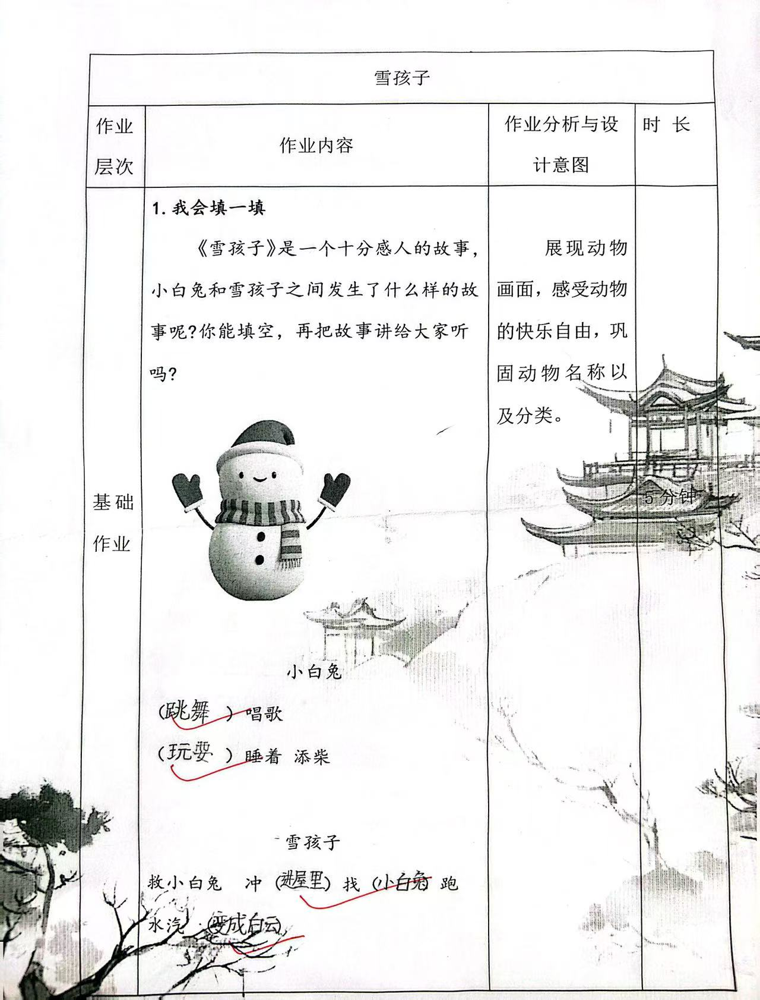 雪孩子
作业
层次
作业内容
作业分析与设
计意图
时 长
基础
作业
1.我会填一填
《雪孩子》是一个十分感人的故事，
小白兔和雪孩子之间发生了什么样的故
事呢?你能填空，再把故事讲给大家听
吗?
小白兔
（跳舞 ）唱歌
（玩耍 ）睡着 添柴
雪孩子
救小白兔 冲（进屋里）找（小白兔）跑
水汽（变成白云）
展现动物
画面，感受动物
的快乐自由，巩
固动物名称以
及分类。
5 分钟